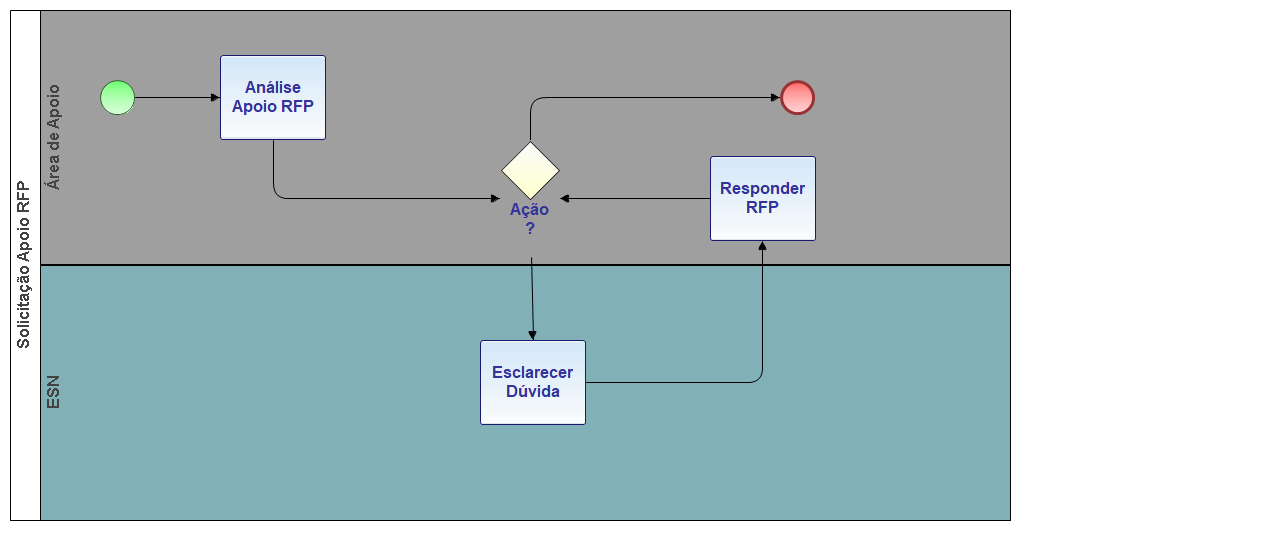 Solicitação Apoio RFP
Área de Apoio
Análise
Apoio RFP
Ação
?
Responder
RFP
ESN
Esclarecer
Dúvida